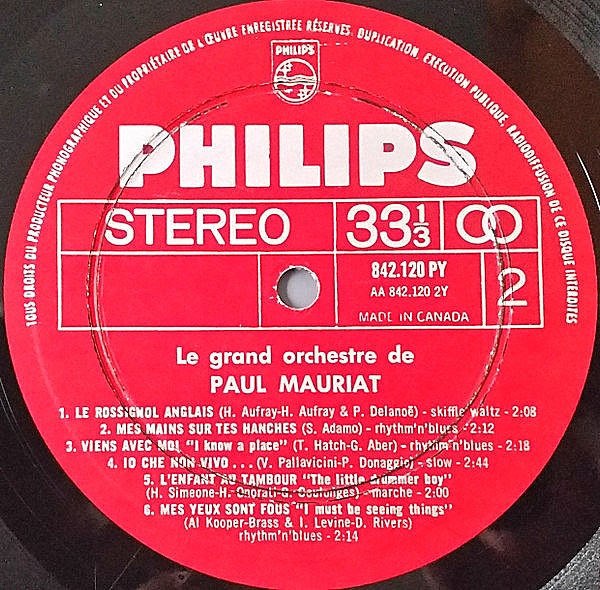 TOUS DROITS DU PRODUCTEUR PHONOGRAPHIQUE ET DU PROPRIÉTAIRE DE L'ŒUVRE ENREGISTRÉE RÉSERVÉS. DUPLICATION, EXECUTION PUBLIQUE, RADIODIFFUSION DE CE DISQUE INTERDITES
PHILIPS
PHILIPS
STEREO 33 1/3
842.120 PY
AA 842.120 2Y
MADE IN CANADA
2
Le grand orchestre de
PAUL MAURIAT
1. LE ROSSIGNOL ANGLAIS (H. Aufray-H. Aufray & P. Delanoë) - skiffle waltz - 2:08
2. MES MAINS SUR TES HANCHES (S. Adamo) - rhythm'n'blues - 2:12
3. VIENS AVEC MOI "I know a place" (T. Hatch-G. Aber) - rhythm'n'blues - 2:18
4. IO CHE NON VIVO . . . (V. Pallavicini-P. Donaggio) - slow - 2:44
5. L'ENFANT AU TAMBOUR "The little drummer boy"
(H. Simeone-H. Onorati-G. Coulonges) - marche - 2:00
6. MES YEUX SONT FOUS "I must be seeing things"
(Al Kooper-Brass & I. Levine-D. Rivers)
rhythm'n'blues - 2:14